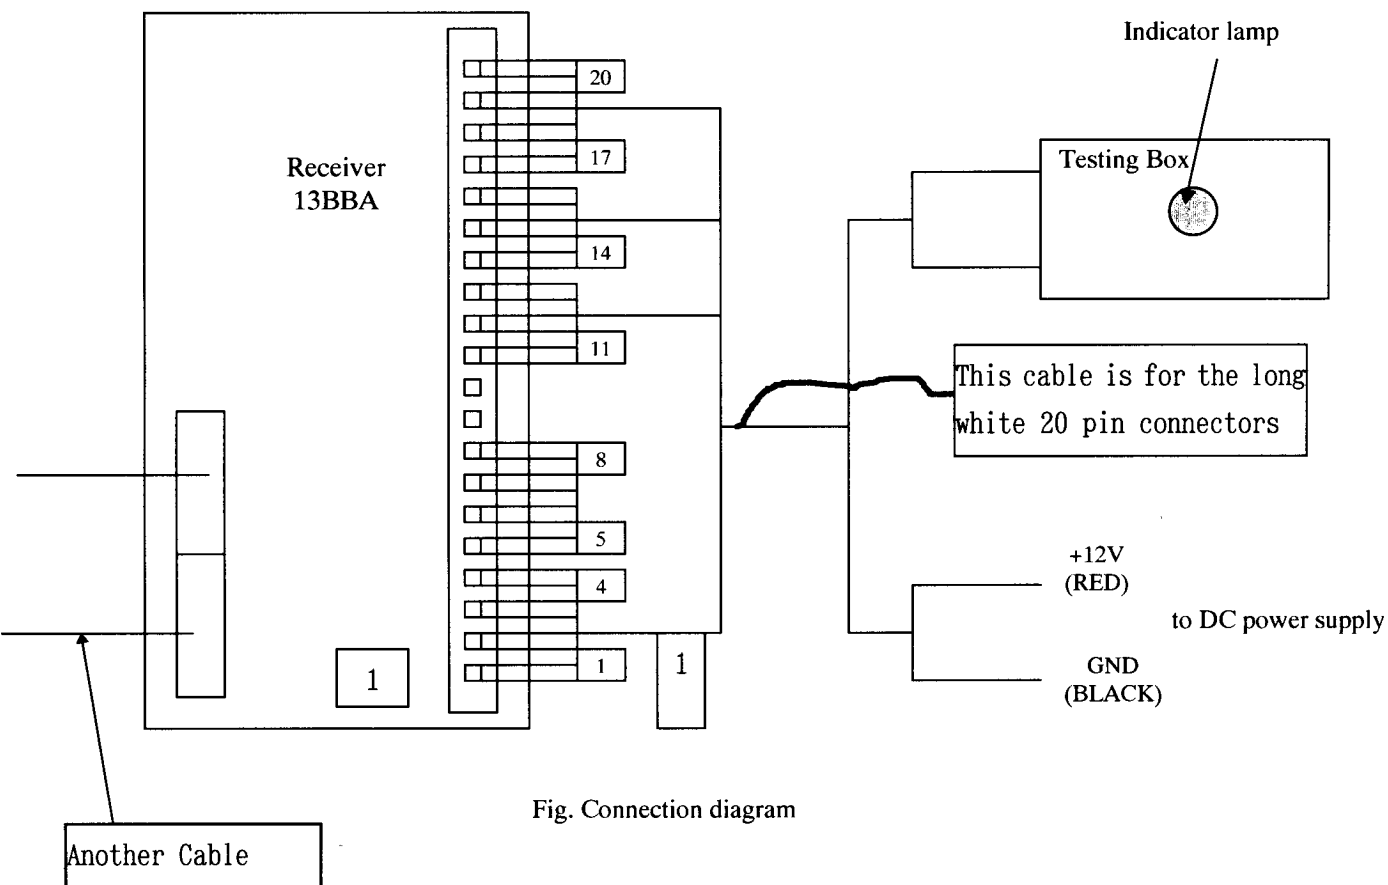 Indicator lamp
20
Receiver
13BBA
17
Testing Box
14
11
This cable is for the long
white 20 pin connectors
8
5
+12V
(RED)
4
to DC power supply
1
1
1
GND
(BLACK)
Fig. Connection diagram
Another Cable